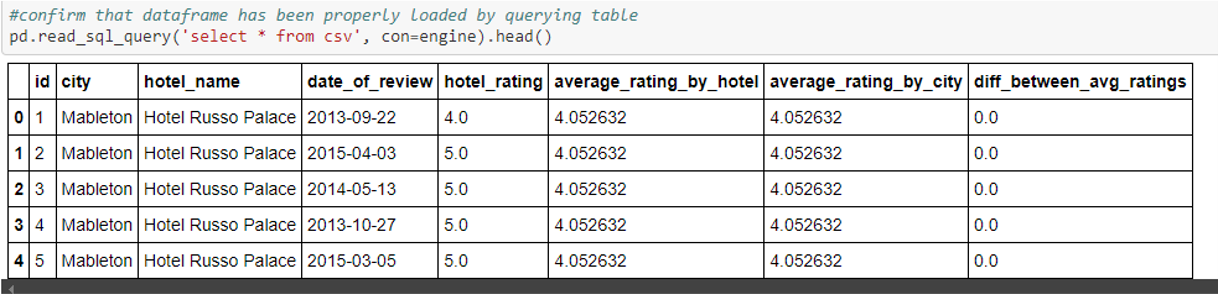 #confirm that dataframe has been properly loaded by querying table
pd.read_sql_query('select * from csv', con=engine).head()
id city hotel_name date_of_review hotel_rating average_rating_by_hotel average_rating_by_city diff_between_avg_ratings
0 1 Mableton Hotel Russo Palace 2013-09-22 4.0 4.052632 4.052632 0.0
1 2 Mableton Hotel Russo Palace 2015-04-03 5.0 4.052632 4.052632 0.0
2 3 Mableton Hotel Russo Palace 2014-05-13 5.0 4.052632 4.052632 0.0
3 4 Mableton Hotel Russo Palace 2013-10-27 5.0 4.052632 4.052632 0.0
4 5 Mableton Hotel Russo Palace 2015-03-05 5.0 4.052632 4.052632 0.0